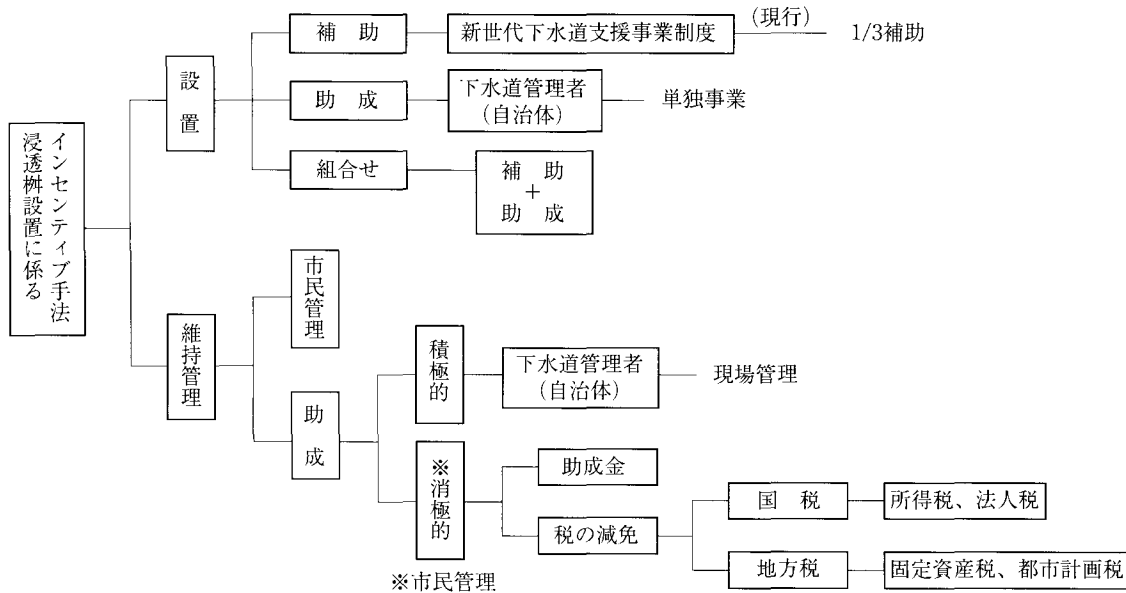 浸透桝設置に係る
インセンティブ手法
設置
補助
新世代下水道支援事業制度
(現行)
1/3補助
助成
下水道管理者
(自治体)
単独事業
組合せ
補助
+
助成
維持管理
市民管理
助成
積極的
下水道管理者
(自治体)
現場管理
※消極的
助成金
税の減免
国税
所得税、法人税
地方税
固定資産税、都市計画税
※市民管理